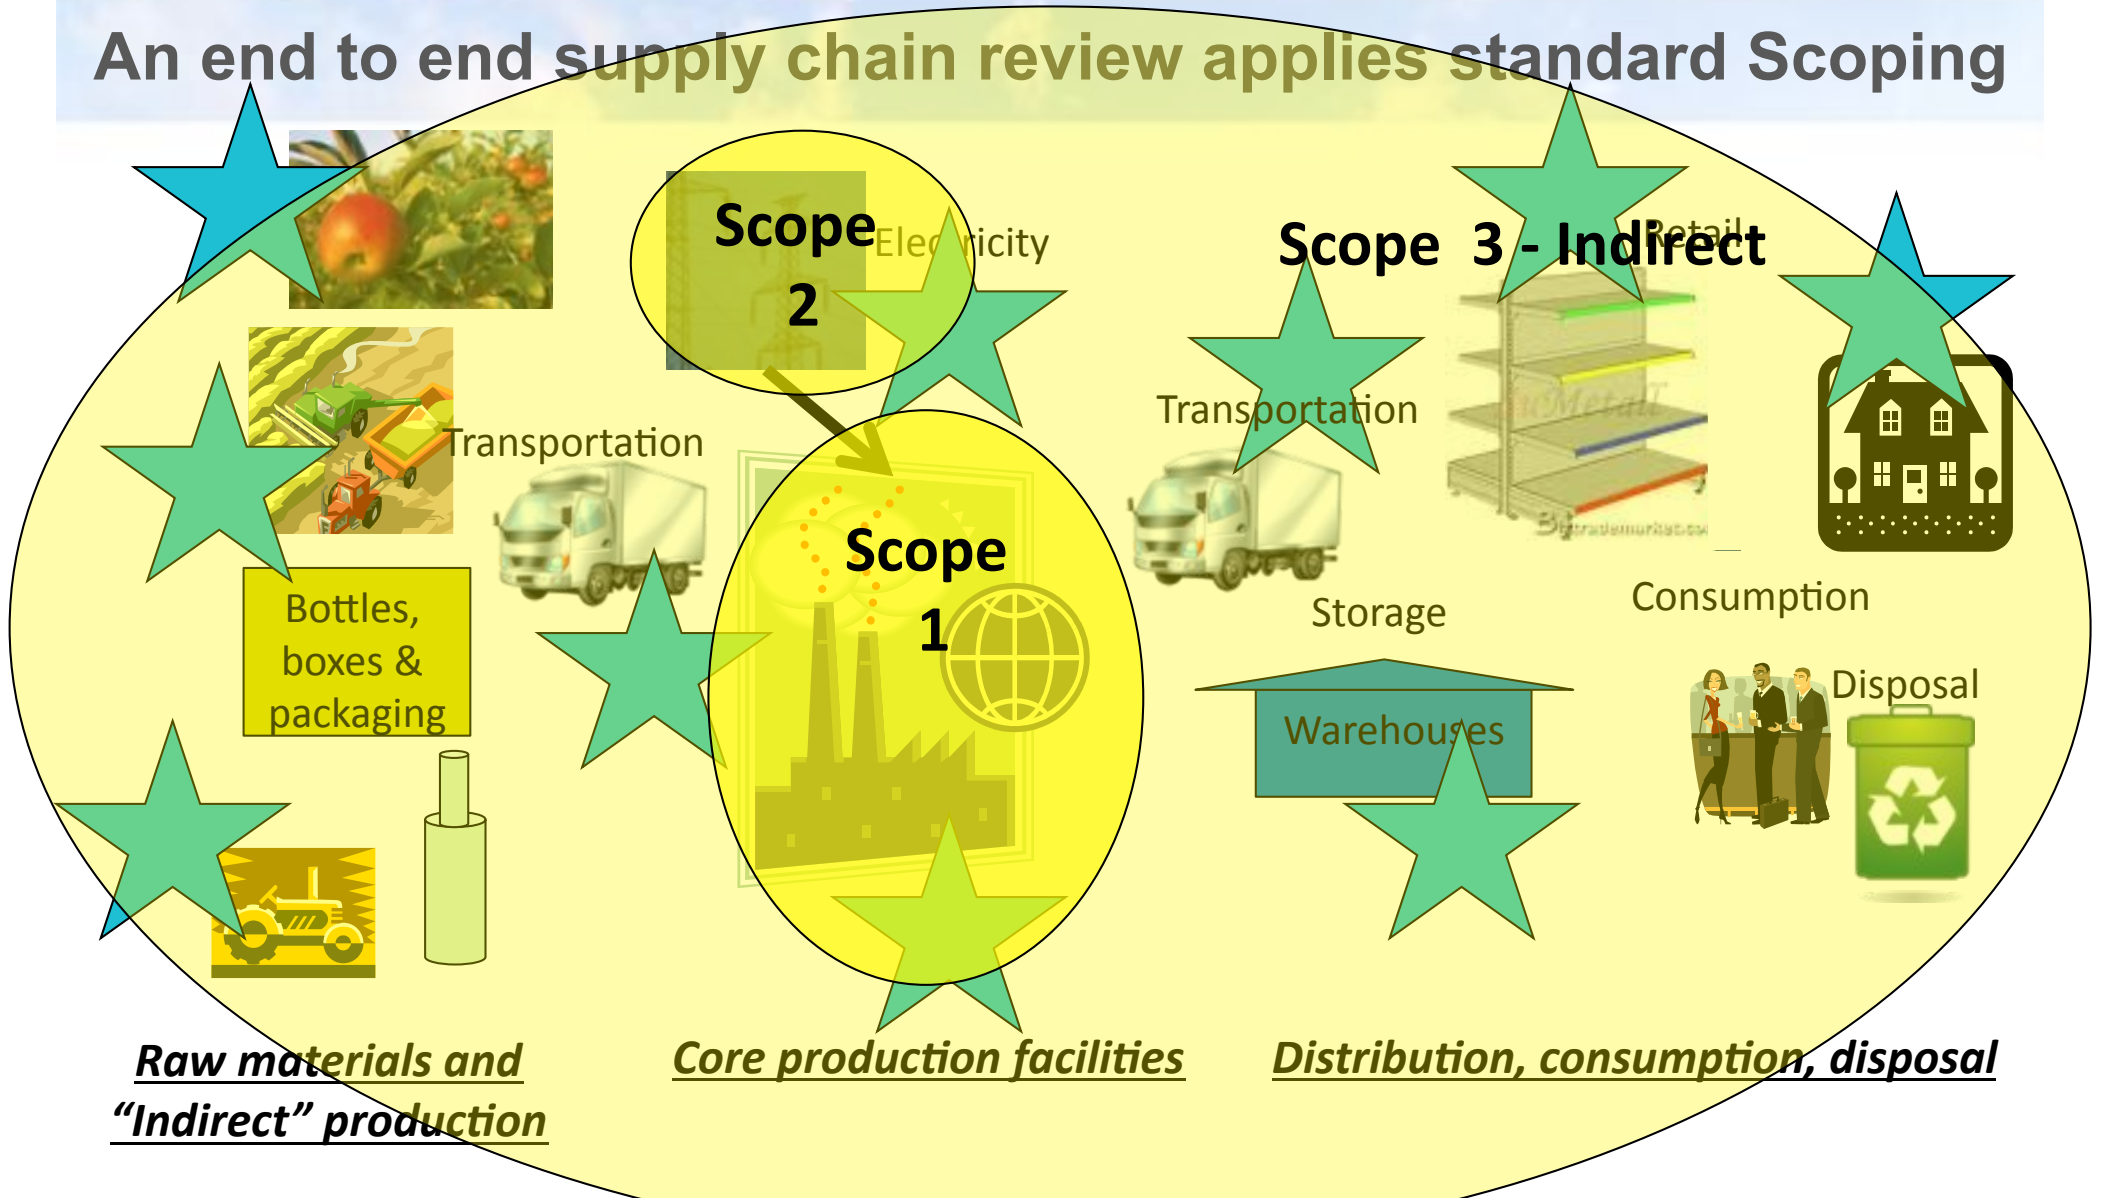 An end to end supply chain review applies standard Scoping
Scope
2
Electricity
Scope 3 - Indirect
Retail
Transportation
Transportation
Scope
1
Bottles,
boxes &
packaging
Storage
Warehouses
Consumption
Disposal
Raw materials and
“Indirect” production
Core production facilities
Distribution, consumption, disposal